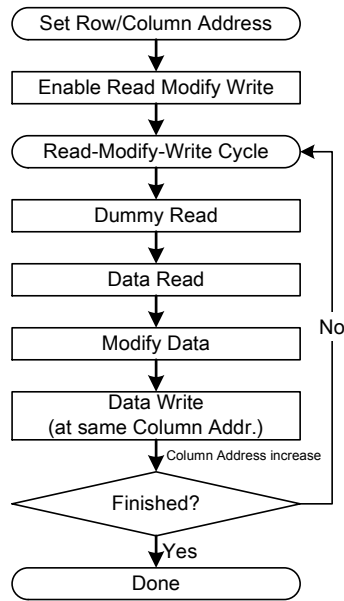 Set Row/Column Address
Enable Read Modify Write
Read-Modify-Write Cycle
Dummy Read
Data Read
Modify Data
Data Write
(at same Column Addr.)
Column Address increase
Finished?
No
Yes
Done